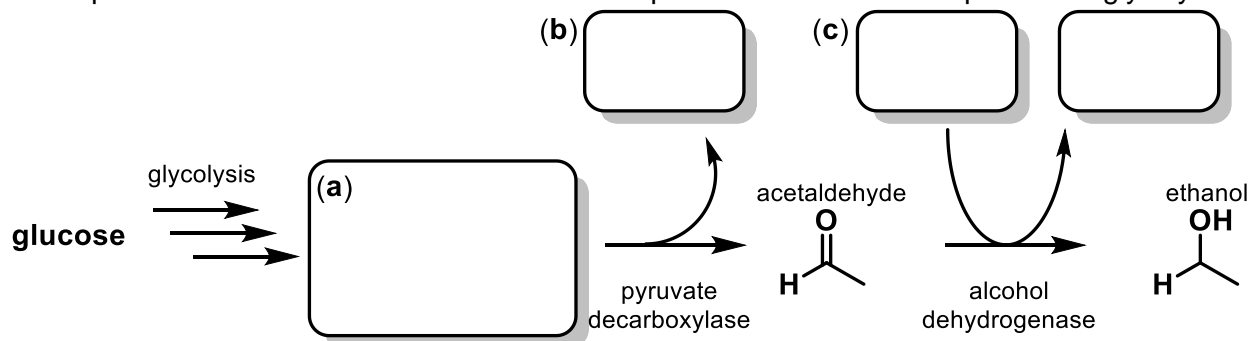 (b)
(c)
glycolysis
(a)
acetaldehyde
ethanol
O
OH
glucose
H
H
pyruvate
decarboxylase
alcohol
dehydrogenase